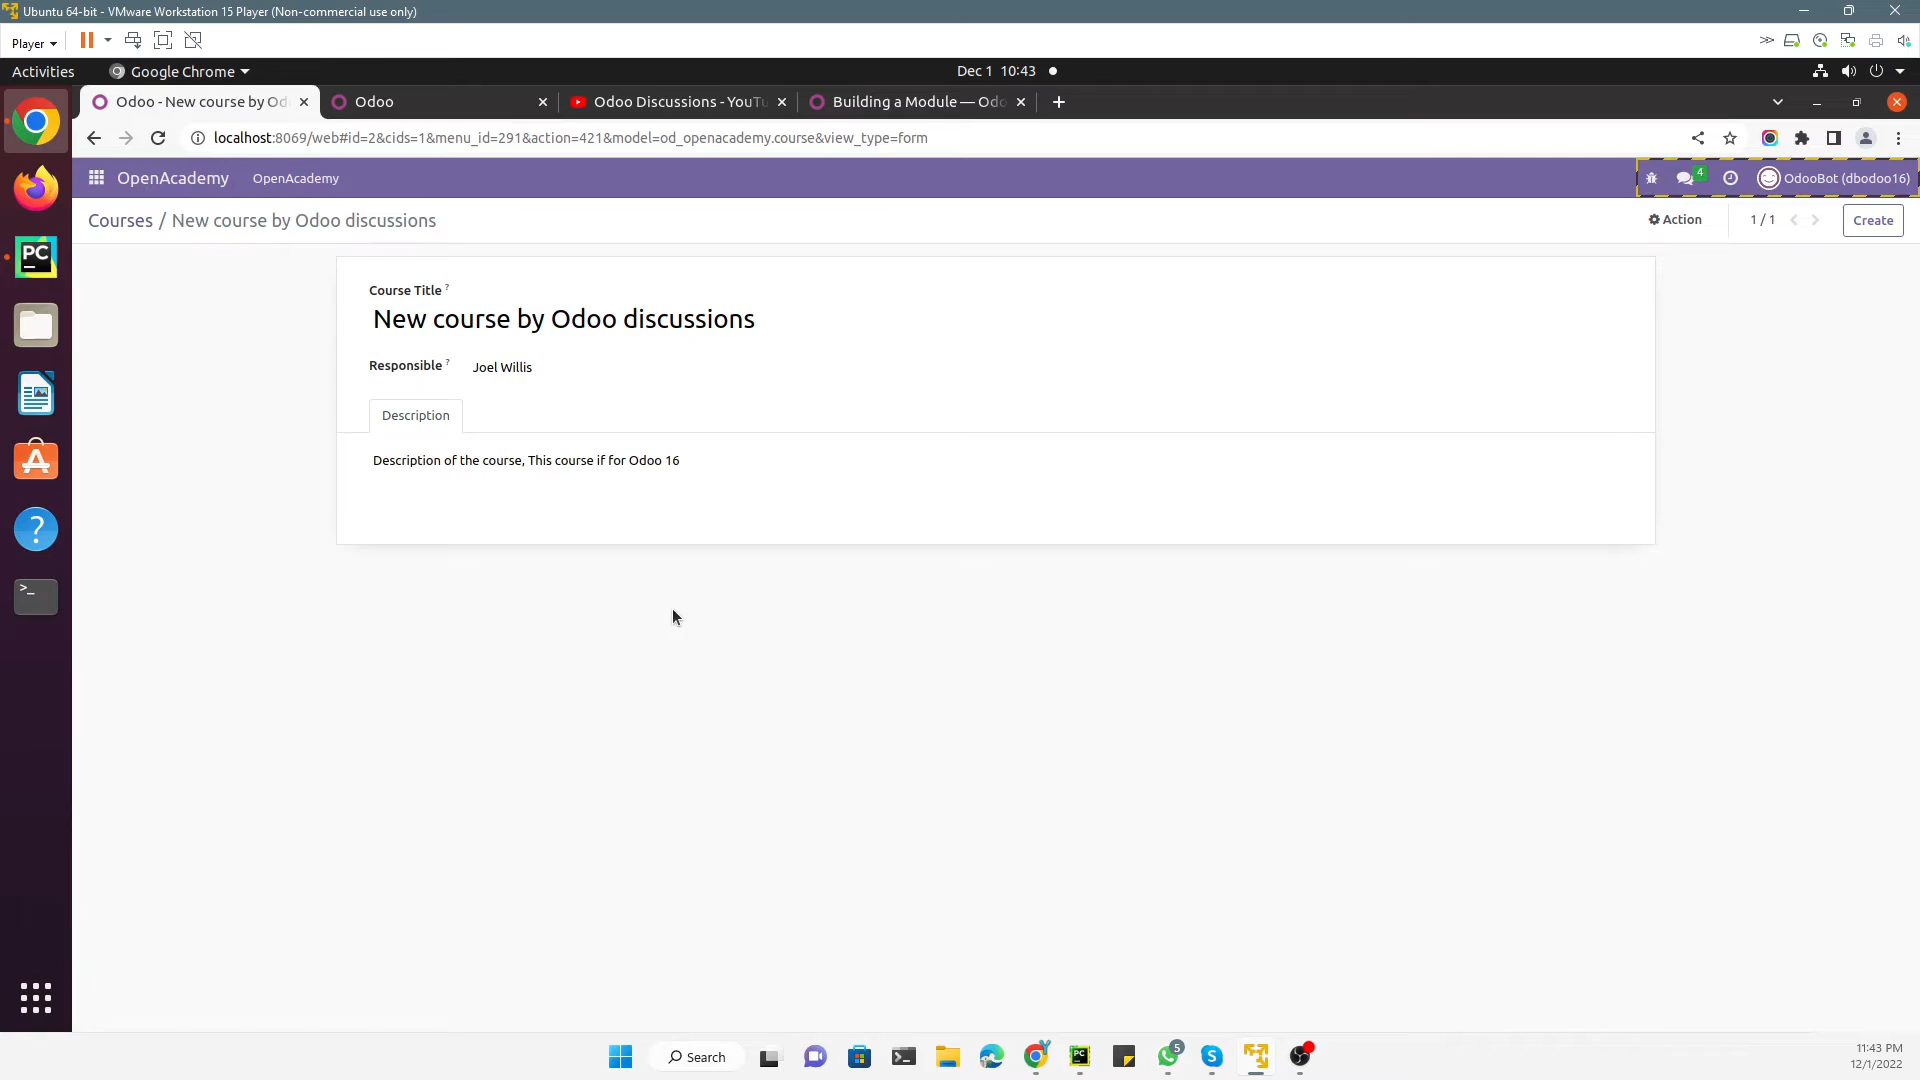 Ubuntu 64-bit - VMware Workstation 15 Player (Non-commercial use only)
Player
Activities
Google Chrome
Dec 1 10:43
Odoo - New course by Od
Odoo
Odoo Discussions - YouTu
Building a Module — Odo
localhost:8069/web#id=2&cids=1&menu_id=291&action=421&model=od_openacademy.course&view_type=form
OpenAcademy
OpenAcademy
4
OdooBot (dbodoo16)
Courses / New course by Odoo discussions
Action
1 / 1
Create
Course Title ?
New course by Odoo discussions
Responsible ?
Joel Willis
Description
Description of the course, This course if for Odoo 16
PC
A
?
>_
Search
PC
5
11:43 PM
12/1/2022